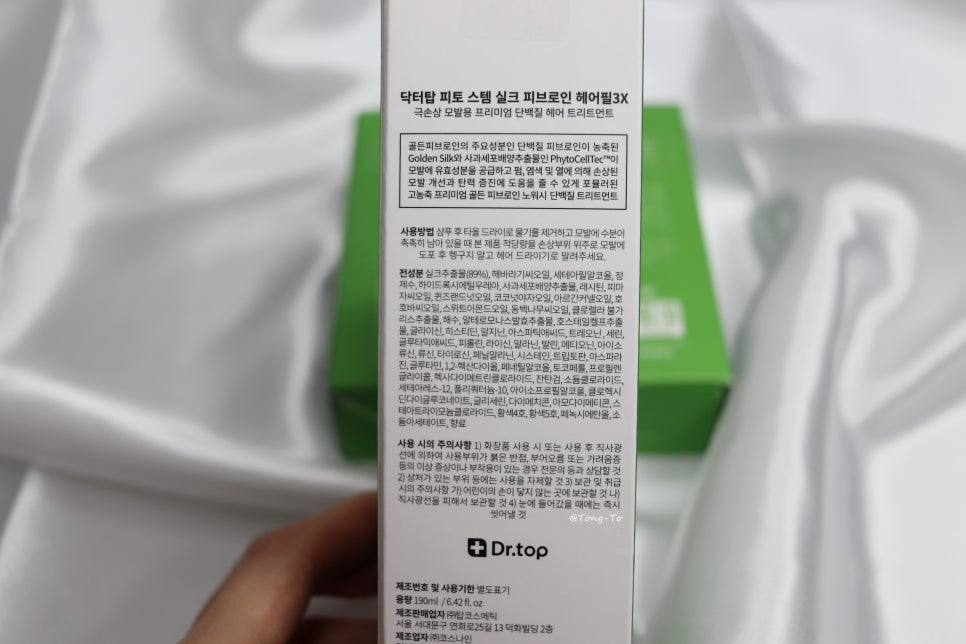 닥터탑 피토 스템 실크 피브로인 헤어필3X
극손상 모발용 프리미엄 단백질 헤어 트리트먼트
골든피브로인의 주요성분인 단백질 피브로인이 농축된
Golden Silk와 사과세포배양추출물인 PhytoCellTec™이
모발에 유효성분을 공급하고 펌, 염색 및 열에 의해 손상된
모발 개선과 탄력 증진에 도움을 줄 수 있게 포뮬러된
고농축 프리미엄 골든 피브로인 노워시 단백질 트리트먼트
사용방법 샴푸 후 타올 드라이로 물기를 제거하고 모발에 수분이
촉촉히 남아 있을 때 본 제품 적당량을 손상부위 위주로 모발에
도포 후 헹구지 말고 헤어 드라이기로 말려주세요.
전성분 실크추출물(89%), 해바라기씨오일, 세테아릴알코올, 정
제수, 하이드록시에틸우레아, 사과세포배양추출물, 레시틴, 피마
자씨오일, 퀸즈랜드넛오일, 코코넛야자오일, 아르간커넬오일, 호
호바씨오일, 스위트아몬드오일, 동백나무씨오일, 클로렐라 불가
리스추출물, 해수, 알테로모나스발효추출물, 호스테일켈프추출
물, 글라이신, 히스티딘, 알지닌, 아스파틱애씨드, 트레오닌, 세린,
글루타믹애씨드, 피롤린, 라이신, 알라닌, 발린, 메티오닌, 아이소
류신, 류신, 타이로신, 페닐알라닌, 시스테인, 트립토판, 아스파라
진, 글루타민, 1,2-헥산다이올, 페네틸알코올, 토코페롤, 프로필렌
글라이콜, 헥사다이메트린클로라이드, 잔탄검, 소듐클로라이드,
세테아레스-12, 폴리쿼터늄-10, 아이소프로필알코올, 클로헥시
딘다이글루코네이트, 글리세린, 다이메치콘, 아모다이메티콘, 스
테아트라이모늄클로라이드, 황색4호, 황색5호, 페녹시에탄올, 소
듐아세테이트, 향료
사용 시의 주의사항 1) 화장품 사용 시 또는 사용 후 직사광
선에 의하여 사용부위가 붉은 반점, 부어오름 또는 가려움증
등의 이상 증상이나 부작용이 있는 경우 전문의 등과 상담할 것
2) 상처가 있는 부위 등에는 사용을 자제할 것 3) 보관 및 취급
시의 주의사항 가) 어린이의 손이 닿지 않는 곳에 보관할 것 나)
직사광선을 피해서 보관할 것 4) 눈에 들어갔을 때에는 즉시
씻어낼 것
@Tong-To
Dr.top
제조번호 및 사용기한 별도표기
용량 190ml / 6.42 fl. oz
제조판매업자 ㈜탑코스메틱
서울 서대문구 연희로25길 13 덕화빌딩 2층
제조업자 ㈜코스나인